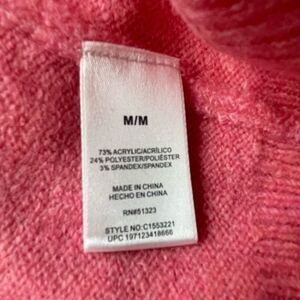 M/M
73% ACRYLIC/ACRÍLICO
24% POLYESTER/POLIÉSTER
3% SPANDEX/SPANDEX
MADE IN CHINA
HECHO EN CHINA
RN#51323
STYLE NO:C1553221
UPC 197123418666